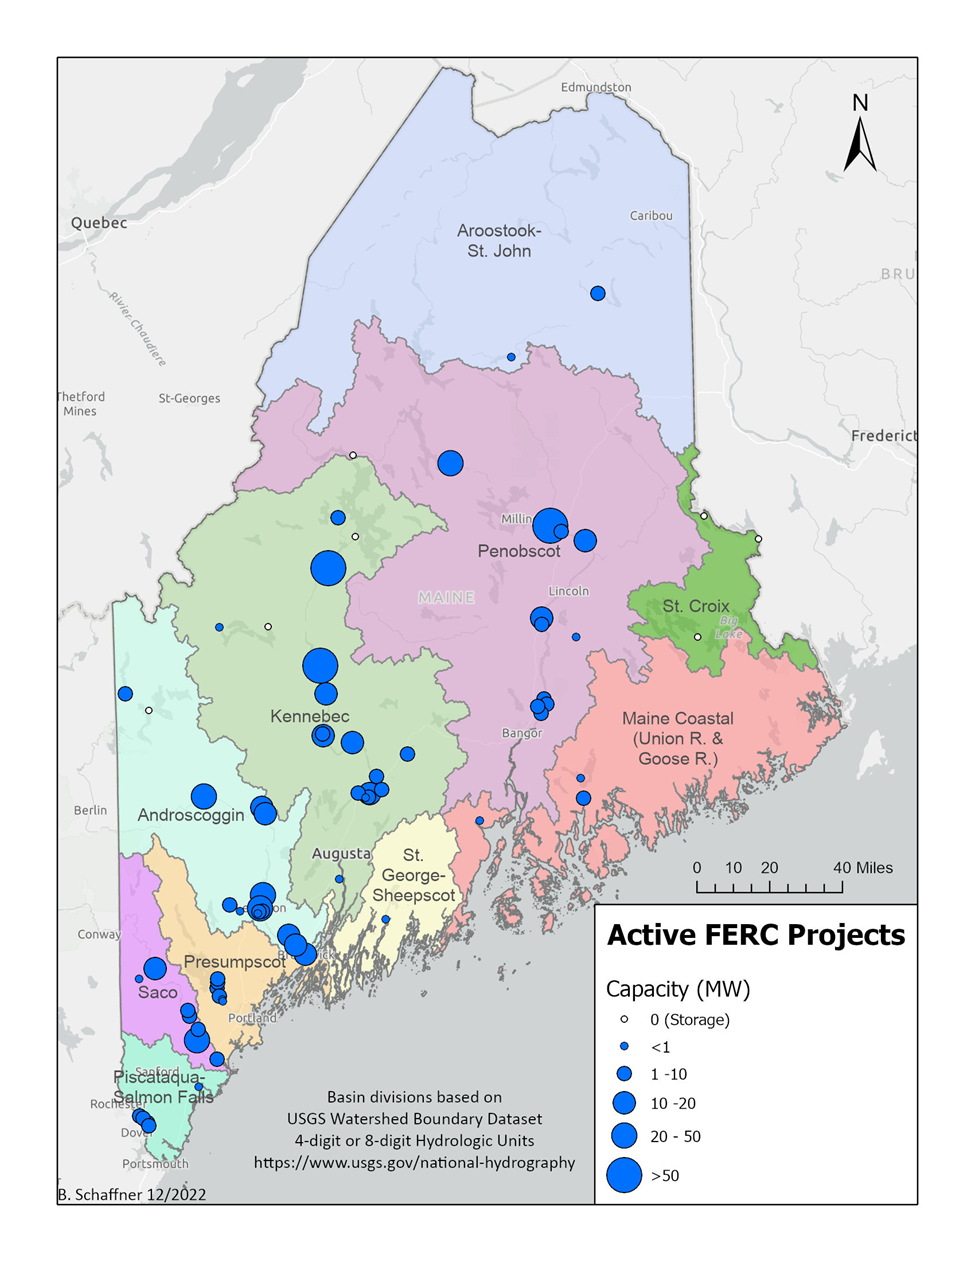 Edmundston
N
Quebec
Caribou
Aroostook-
St. John
BRU
Rivier Chaudiere
Thetford
Mines
St-Georges
Frederict
Millin
Penobscot
MAINE
Lincoln
St. Croix
Big
Lake
Kennebec
Maine Coastal
(Union R. &
Goose R.)
Bangor
Berlin
Androscoggin
Augusta
St.
George-
Sheepscot
0 10 20 40 Miles
Conway
Presumpscot
Saco
Portland
Active FERC Projects
Capacity (MW)
0 (Storage)
<1
1 -10
10 -20
20 - 50
>50
Sanford
Piscataqua-
Salmon Falls
Rochester
Dover
Portsmouth
Basin divisions based on
USGS Watershed Boundary Dataset
4-digit or 8-digit Hydrologic Units
https://www.usgs.gov/national-hydrography
B. Schaffner 12/2022